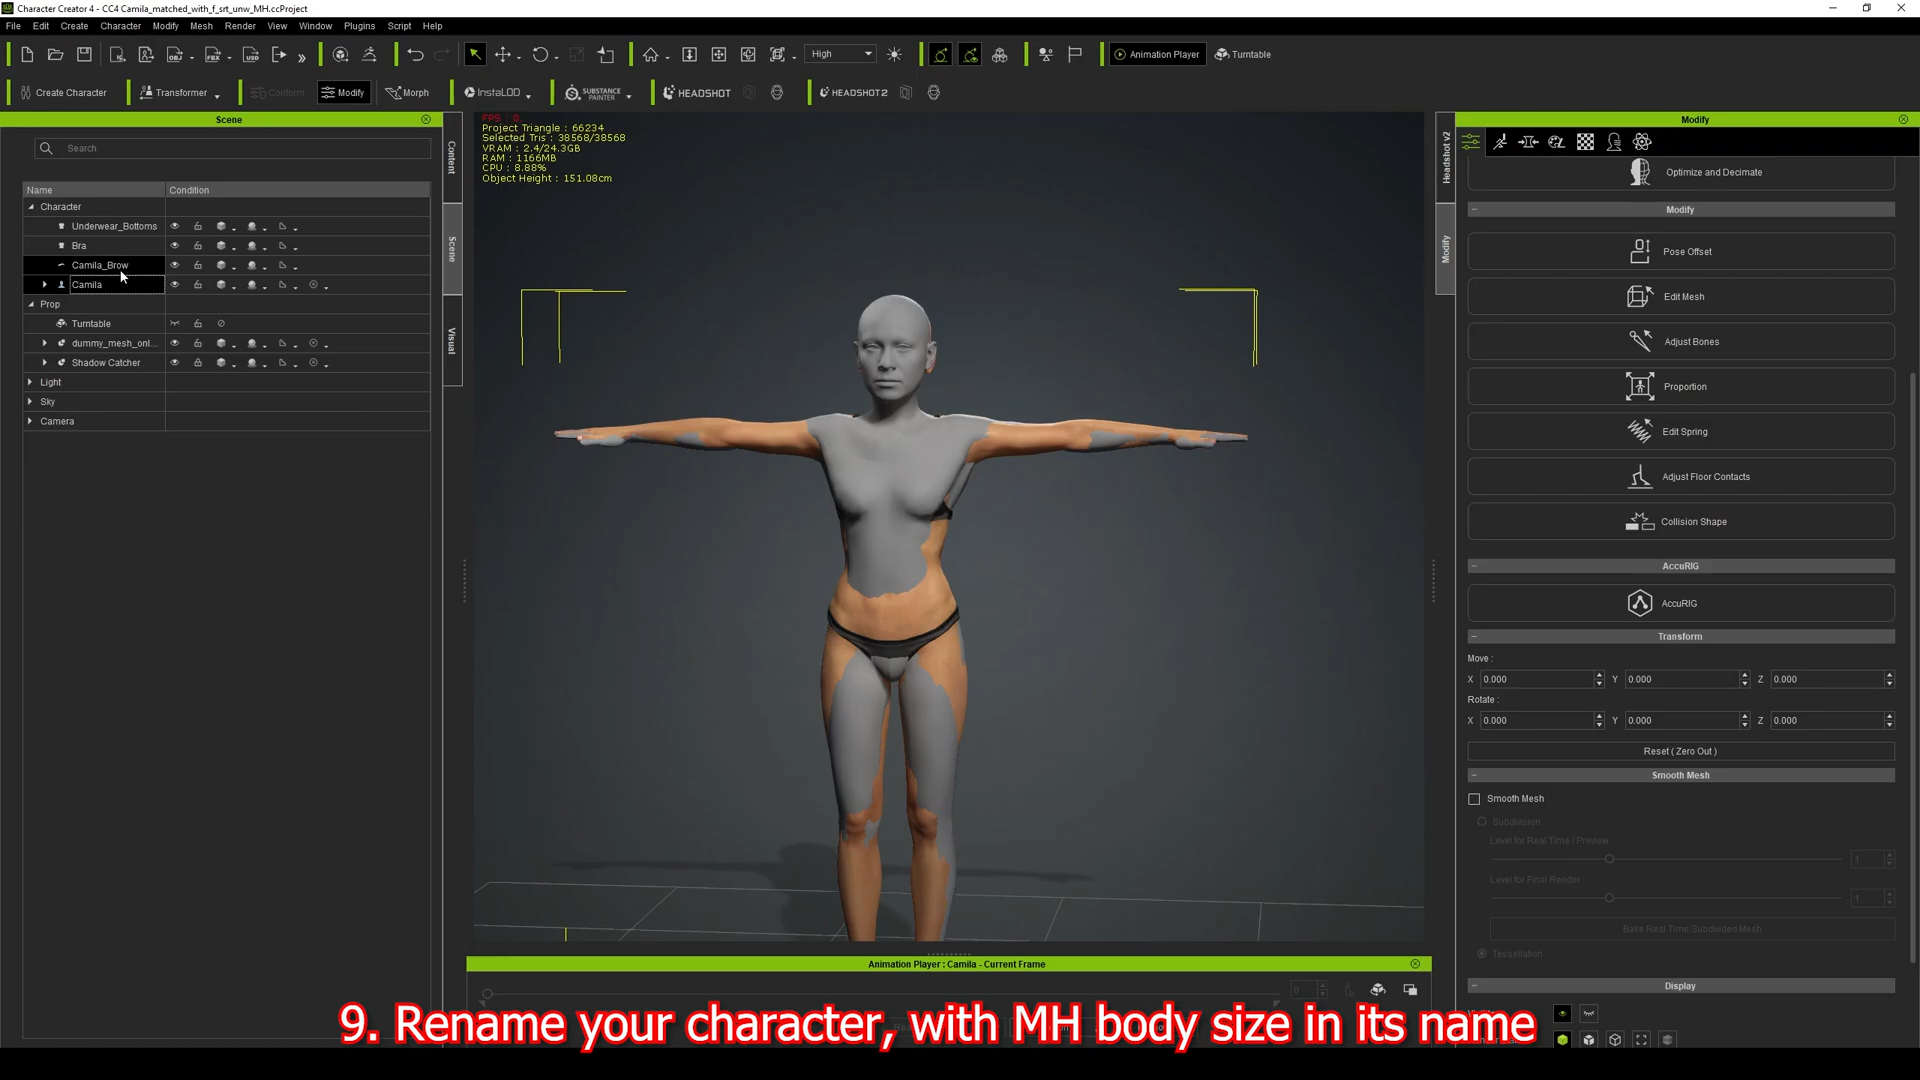 Character Creator 4 - CC4 Camila_matched_with_f_srt_unw_MH.ccProject
File Edit Create Character Modify Mesh Render View Window Plugins Script Help
OBJ FBX USD » High Animation Player Turntable
Create Character Transformer Conform Modify Morph InstaLOD SUBSTANCE PAINTER HEADSHOT HEADSHOT2
Scene
Search
Name Condition
Character
Underwear_Bottoms
Bra
Camila_Brow
Camila
Prop
Turntable
dummy_mesh_onl...
Shadow Catcher
Light
Sky
Camera
Content
Scene
Visual
FPS : 0.
Project Triangle : 66234
Selected Tris : 38568/38568
VRAM : 2.4/24.3GB
RAM : 1166MB
CPU : 8.88%
Object Height : 151.08cm
Headshot v2
Modify
Modify
Optimize and Decimate
Modify
Pose Offset
Edit Mesh
Adjust Bones
Proportion
Edit Spring
Adjust Floor Contacts
Collision Shape
AccuRIG
AccuRIG
Transform
Move :
X 0.000 Y 0.000 Z 0.000
Rotate :
X 0.000 Y 0.000 Z 0.000
Reset ( Zero Out )
Smooth Mesh
Smooth Mesh
Subdivision
Level for Real Time / Preview
1
Level for Final Render
1
Bake Real Time Subdivided Mesh
Tessellation
Display
Animation Player : Camila - Current Frame
0
9. Rename your character, with MH body size in its name